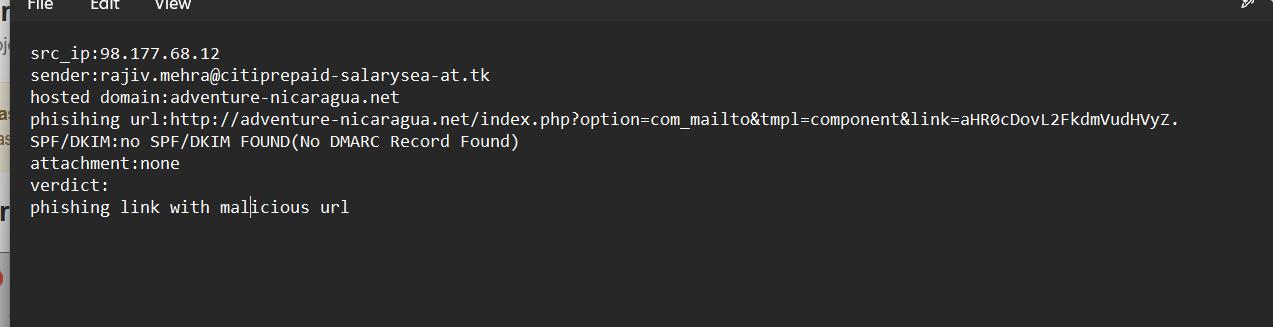 File Edit View
src_ip:98.177.68.12
sender:rajiv.mehra@citiprepaid-salarysea-at.tk
hosted domain:adventure-nicaragua.net
phisihing url:http://adventure-nicaragua.net/index.php?option=com_mailto&tmpl=component&link=aHR0cDovL2FkdmVudHVyZ.
SPF/DKIM:no SPF/DKIM FOUND(No DMARC Record Found)
attachment:none
verdict:
phishing link with malicious url